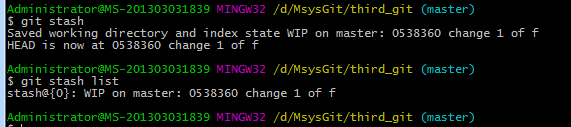 Administrator@MS-201303031839 MINGW32 /d/MsysGit/third_git (master)
$ git stash
Saved working directory and index state WIP on master: 0538360 change 1 of f
HEAD is now at 0538360 change 1 of f
Administrator@MS-201303031839 MINGW32 /d/MsysGit/third_git (master)
$ git stash list
stash@{0}: WIP on master: 0538360 change 1 of f
Administrator@MS-201303031839 MINGW32 /d/MsysGit/third_git (master)